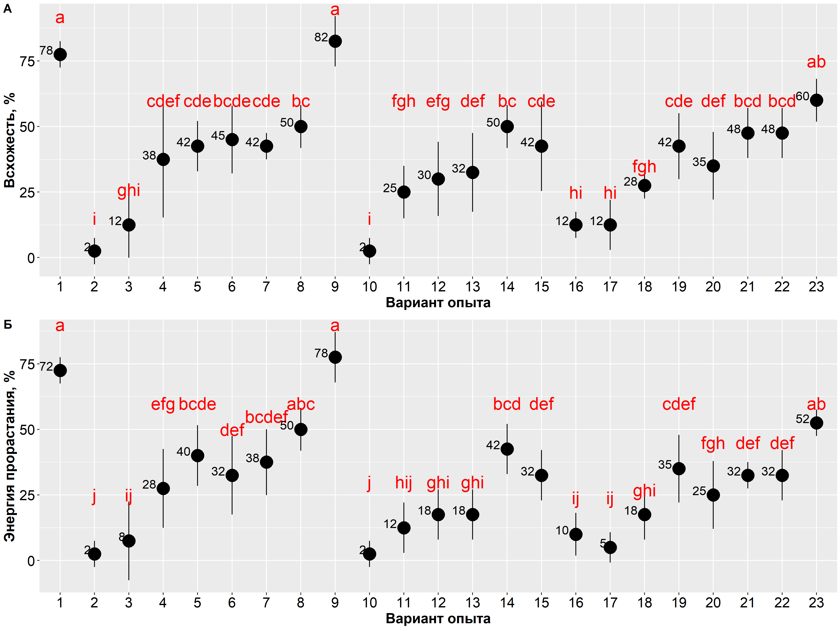 А
a a
78 82 ab
cdef cde bcde cde bc fgh efg def bc cde cde def bcd bcd 60
38 42 45 42 50 25 30 32 50 42 42 35 48 48
ghi hi hi fgh
12 12 12 28
i i
2 2
75
50
25
0
Всхожесть, %
1 2 3 4 5 6 7 8 9 10 11 12 13 14 15 16 17 18 19 20 21 22 23
Вариант опыта
Б
a a
72 78
efg bcde def bcdef abc bcd def cdef ab
28 40 32 38 50 42 32 35 52
j ij j hij ghi ghi ij ij ghi fgh def def
2 8 2 12 18 18 10 5 18 25 32 32
75
50
25
0
Энергия прорастания, %
1 2 3 4 5 6 7 8 9 10 11 12 13 14 15 16 17 18 19 20 21 22 23
Вариант опыта